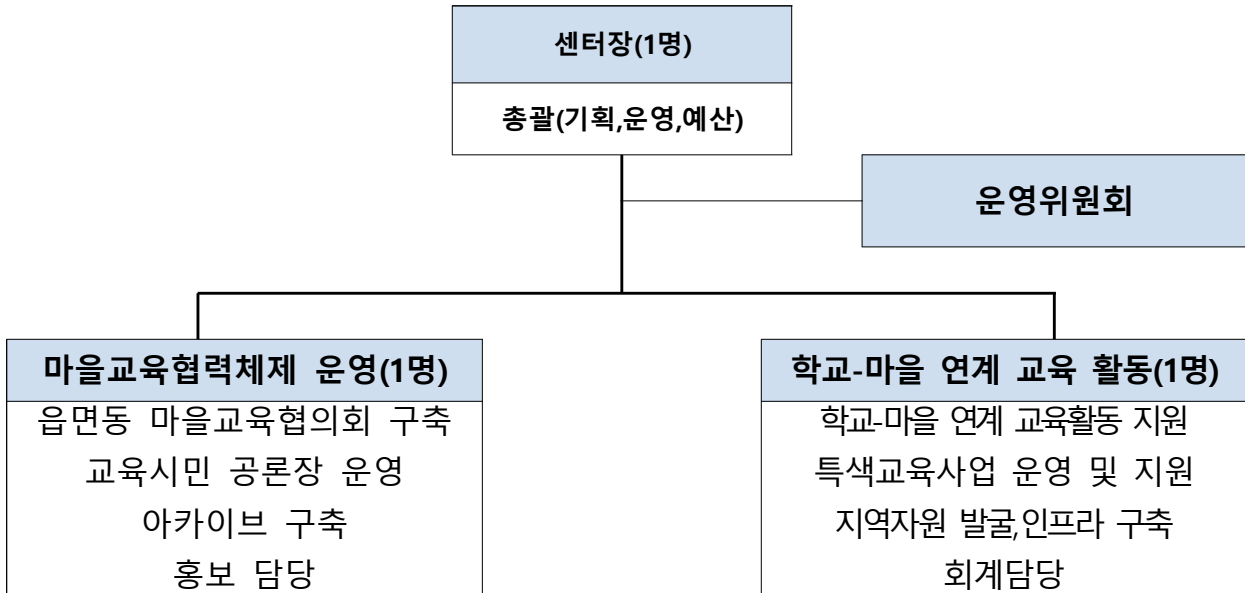 센터장(1명)
총괄(기획,운영,예산)
운영위원회
마을교육협력체제 운영(1명)
읍면동 마을교육협의회 구축
교육시민 공론장 운영
아카이브 구축
홍보 담당
학교-마을 연계 교육 활동(1명)
학교-마을 연계 교육활동 지원
특색교육사업 운영 및 지원
지역자원 발굴,인프라 구축
회계담당